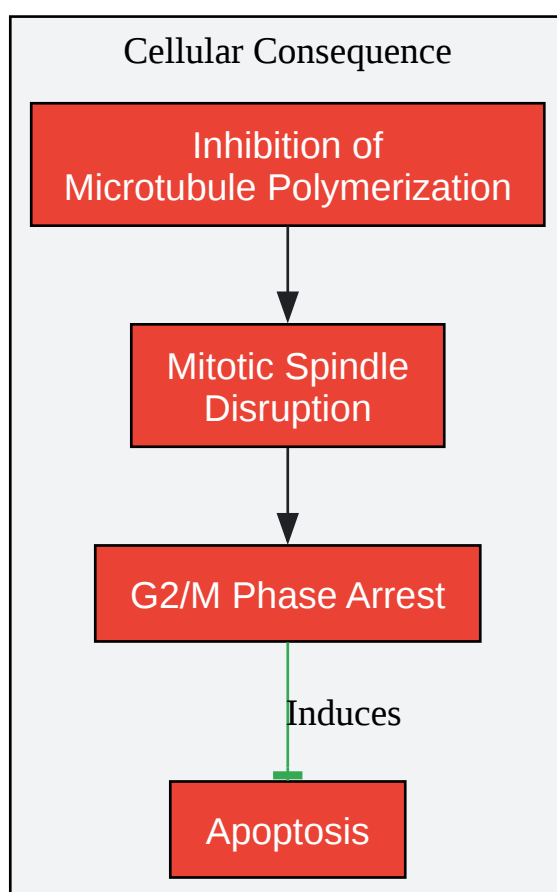 Cellular Consequence
Inhibition of
Microtubule Polymerization
Mitotic Spindle
Disruption
G2/M Phase Arrest
Induces
Apoptosis